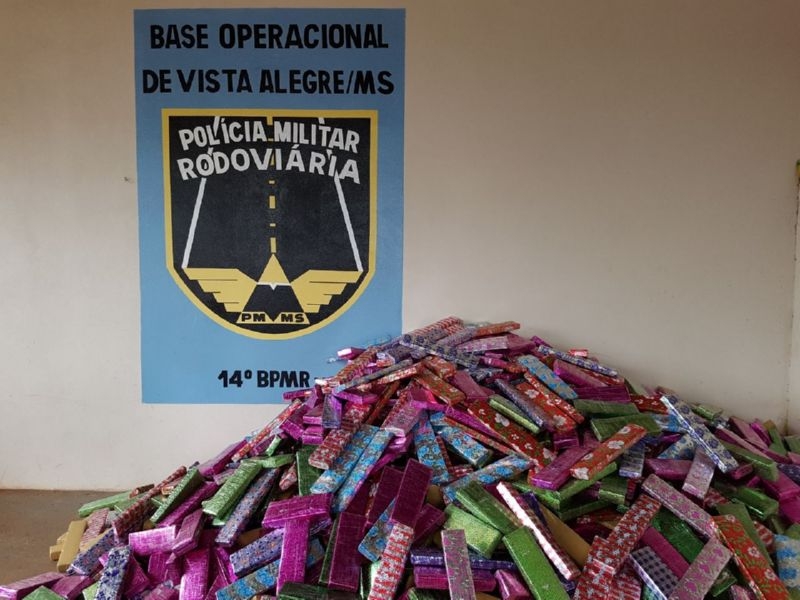 BASE OPERACIONAL
DE VISTA ALEGRE/MS
POLÍCIA MILITAR
RODOVIÁRIA
PM MS
14º BPMR